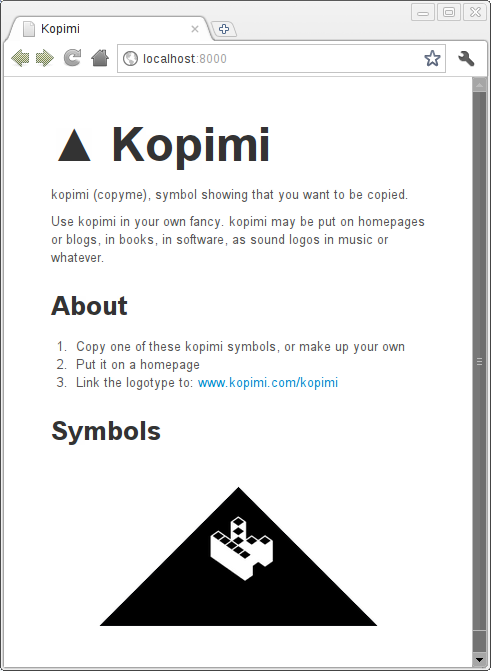 Kopimi
localhost:8000
▲ Kopimi
kopimi (copyme), symbol showing that you want to be copied.
Use kopimi in your own fancy. kopimi may be put on homepages
or blogs, in books, in software, as sound logos in music or
whatever.
About
1. Copy one of these kopimi symbols, or make up your own
2. Put it on a homepage
3. Link the logotype to: www.kopimi.com/kopimi
Symbols